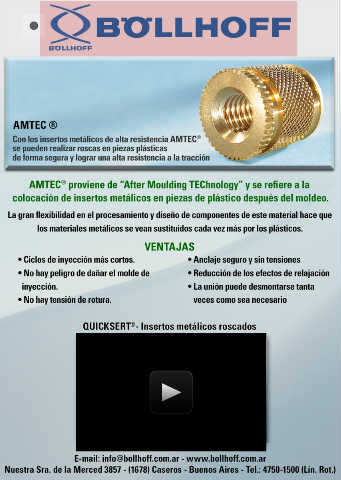 BÖLLHOFF
BÖLLHOFF
AMTEC ®
Con los insertos metálicos de alta resistencia AMTEC®
se pueden realizar roscas en piezas plásticas
de forma segura y lograr una alta resistencia a la tracción
AMTEC® proviene de “After Moulding TEChnology” y se refiere a la
colocación de insertos metálicos en piezas de plástico después del moldeo.
La gran flexibilidad en el procesamiento y diseño de componentes de este material hace que
los materiales metálicos se vean sustituidos cada vez más por los plásticos.
VENTAJAS
• Ciclos de inyección más cortos.
• No hay peligro de dañar el molde de
inyección.
• No hay tensión de rotura.
• Anclaje seguro y sin tensiones
• Reducción de los efectos de relajación
• La unión puede desmontarse tanta
veces como sea necesario
QUICKSERT®- Insertos metálicos roscados
E-mail: info@bollhoff.com.ar - www.bollhoff.com.ar
Nuestra Sra. de la Merced 3857 - (1678) Caseros - Buenos Aires - Tel.: 4750-1500 (Lín. Rot.)